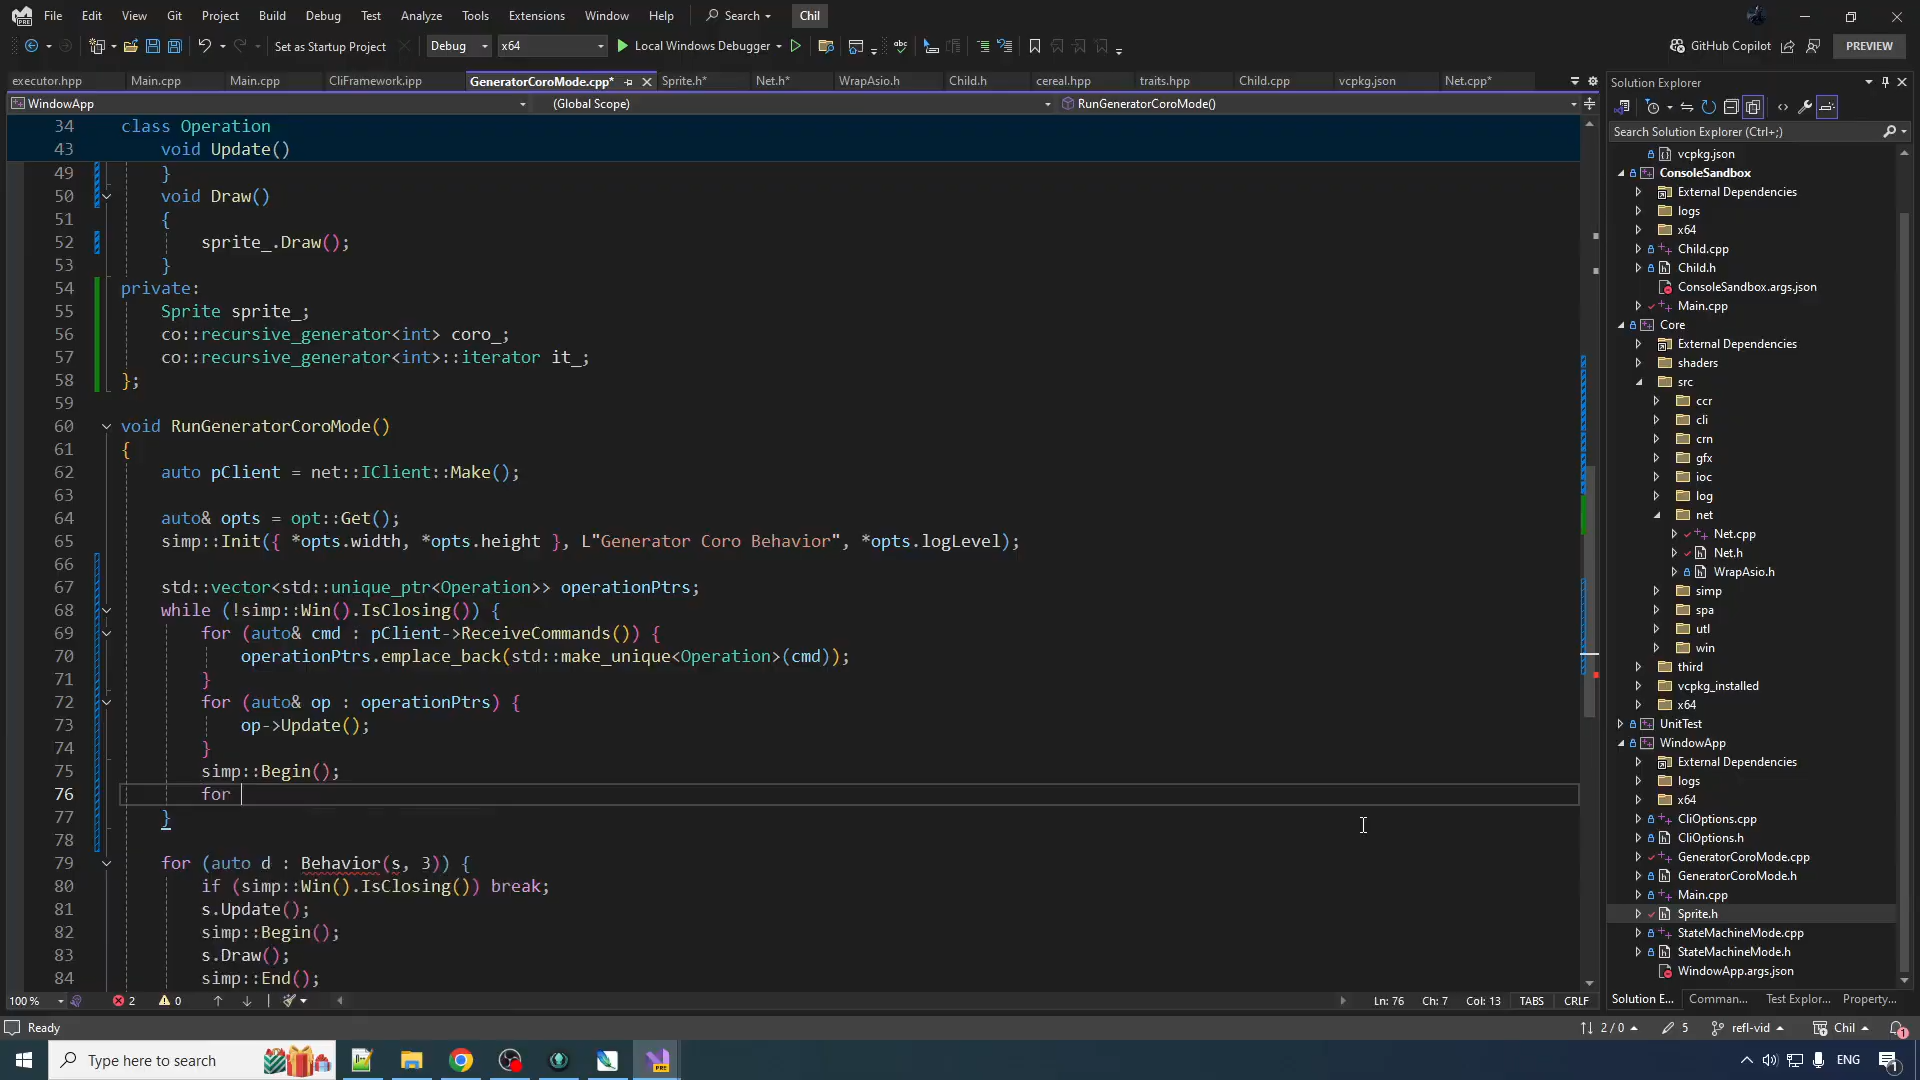 File Edit View Git Project Build Debug Test Analyze Tools Extensions Window Help Search Chil
Set as Startup Project Debug x64 Local Windows Debugger GitHub Copilot PREVIEW
executor.hpp Main.cpp Main.cpp CliFramework.ipp GeneratorCoroMode.cpp* Sprite.h* Net.h* WrapAsio.h Child.h cereal.hpp traits.hpp Child.cpp vcpkg.json Net.cpp*
WindowApp (Global Scope) RunGeneratorCoroMode()
34 class Operation
43 void Update()
49 }
50 void Draw()
51 {
52 sprite_.Draw();
53 }
54 private:
55 Sprite sprite_;
56 co::recursive_generator<int> coro_;
57 co::recursive_generator<int>::iterator it_;
58 };
59
60 void RunGeneratorCoroMode()
61 {
62 auto pClient = net::IClient::Make();
63
64 auto& opts = opt::Get();
65 simp::Init({ *opts.width, *opts.height }, L"Generator Coro Behavior", *opts.logLevel);
66
67 std::vector<std::unique_ptr<Operation>> operationPtrs;
68 while (!simp::Win().IsClosing()) {
69 for (auto& cmd : pClient->ReceiveCommands()) {
70 operationPtrs.emplace_back(std::make_unique<Operation>(cmd));
71 }
72 for (auto& op : operationPtrs) {
73 op->Update();
74 }
75 simp::Begin();
76 for
77 }
78
79 for (auto d : Behavior(s, 3)) {
80 if (simp::Win().IsClosing()) break;
81 s.Update();
82 simp::Begin();
83 s.Draw();
84 simp::End();
100 % 2 0 Ln: 76 Ch: 7 Col: 13 TABS CRLF
Solution Explorer
Search Solution Explorer (Ctrl+;)
vcpkg.json
ConsoleSandbox
External Dependencies
logs
x64
Child.cpp
Child.h
ConsoleSandbox.args.json
Main.cpp
Core
External Dependencies
shaders
src
ccr
cli
crn
gfx
ioc
log
net
Net.cpp
Net.h
WrapAsio.h
simp
spa
utl
win
third
vcpkg_installed
x64
UnitTest
WindowApp
External Dependencies
logs
x64
CliOptions.cpp
CliOptions.h
GeneratorCoroMode.cpp
GeneratorCoroMode.h
Main.cpp
Sprite.h
StateMachineMode.cpp
StateMachineMode.h
WindowApp.args.json
Solution E... Comman... Test Explor... Property...
Ready 2 / 0 5 refl-vid Chil 1
Type here to search PRE ENG 1